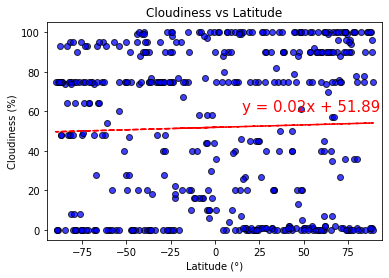 Cloudiness vs Latitude
100
80
60
40
20
0
Cloudiness (%)
y = 0.02x + 51.89
−75 −50 −25 0 25 50 75
Latitude (°)